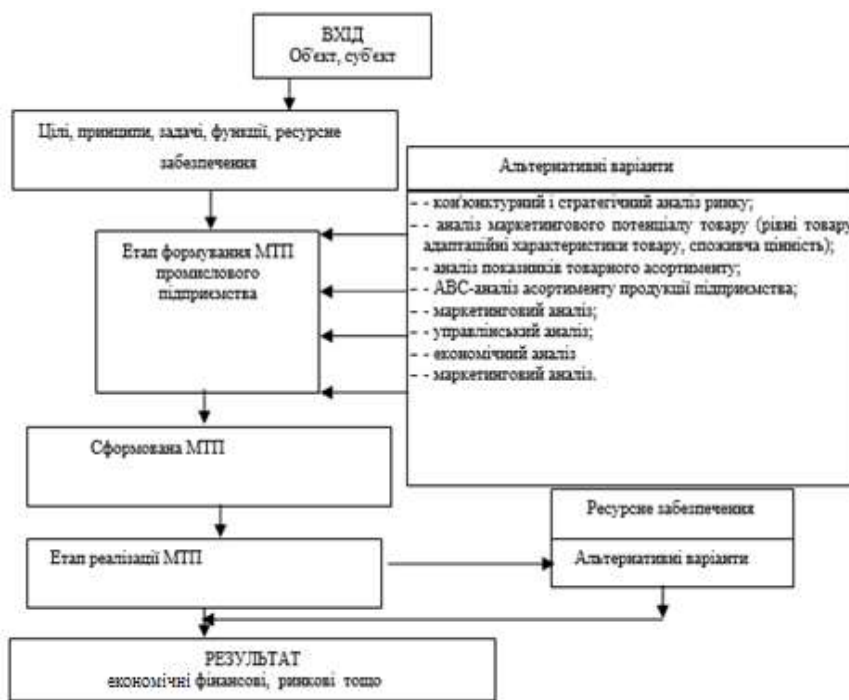 ВХІД
Об'єкт, суб'єкт
Цілі, принципи, задачі, функції, ресурсне
забезпечення
Альтернативні варіанти
- - кон'юнктурний і стратегічний аналіз ринку;
- - аналіз маркетингового потенціалу товару (рівні товару
адаптаційні характеристики товару, споживча цінність);
- - аналіз показників товарного асортименту;
- - АВС-аналіз асортименту продукції підприємства;
- - маркетинговий аналіз;
- - управлінський аналіз;
- - економічний аналіз
- - маркетинговий аналіз.
Етап формування МТП
промислового
підприємства
Сформована МТП
Ресурсне забезпечення
Альтернативні варіанти
Етап реалізації МТП
РЕЗУЛЬТАТ
економічні фінансові, ринкові тощо